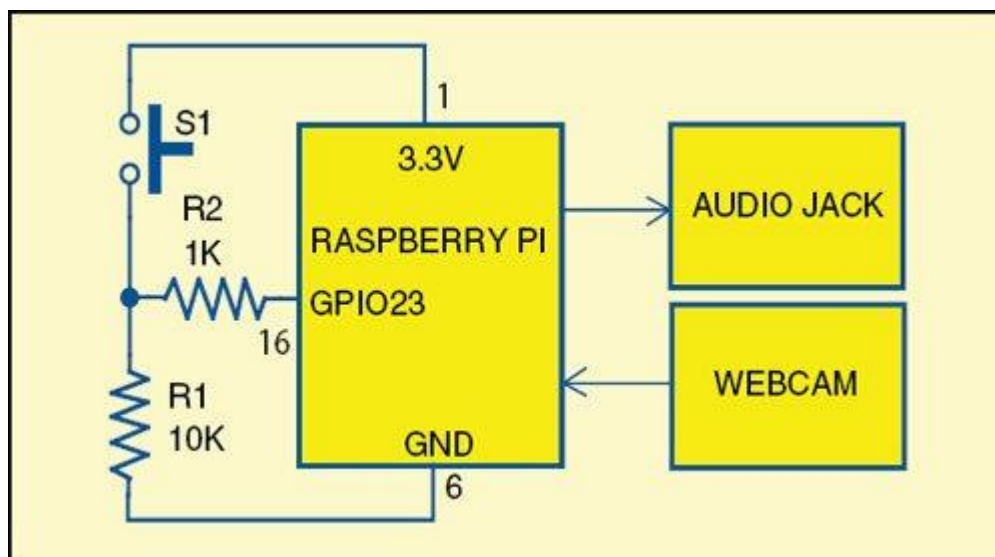 1
S1
3.3V
AUDIO JACK
R2
1K
RASPBERRY PI
GPIO23
16
WEBCAM
R1
10K
GND
6